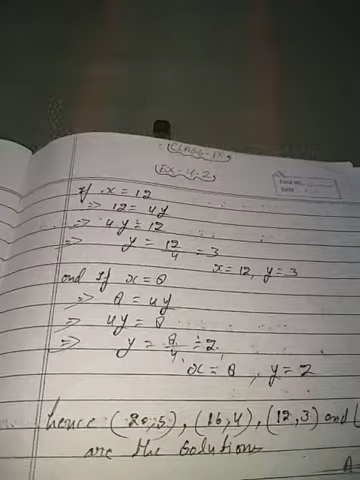 CLASS-IX
EX-4.2
If x = 12
=> 12 = 4y
=> 4y = 12
=> y = 12/4 = 3
x = 12, y = 3
and If x = 8
=> 8 = 4y
=> 4y = 8
=> y = 8/4 = 2
x = 8, y = 2
hence (20,5), (16,4), (12,3) and (
are the solutions